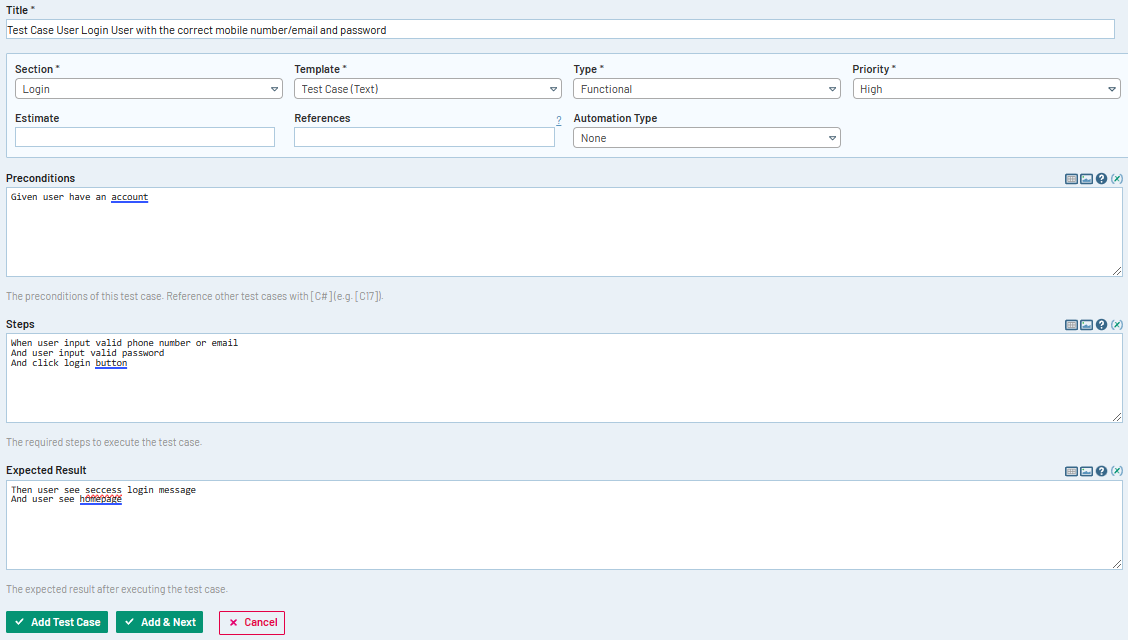 Title *
Test Case User Login User with the correct mobile number/email and password
Section * Template * Type * Priority *
Login Test Case (Text) Functional High
Estimate References ? Automation Type
None
Preconditions
Given user have an account
The preconditions of this test case. Reference other test cases with [C#] (e.g. [C17]).
Steps
When user input valid phone number or email
And user input valid password
And click login button
The required steps to execute the test case.
Expected Result
Then user see seccess login message
And user see homepage
The expected result after executing the test case.
Add Test Case Add & Next Cancel